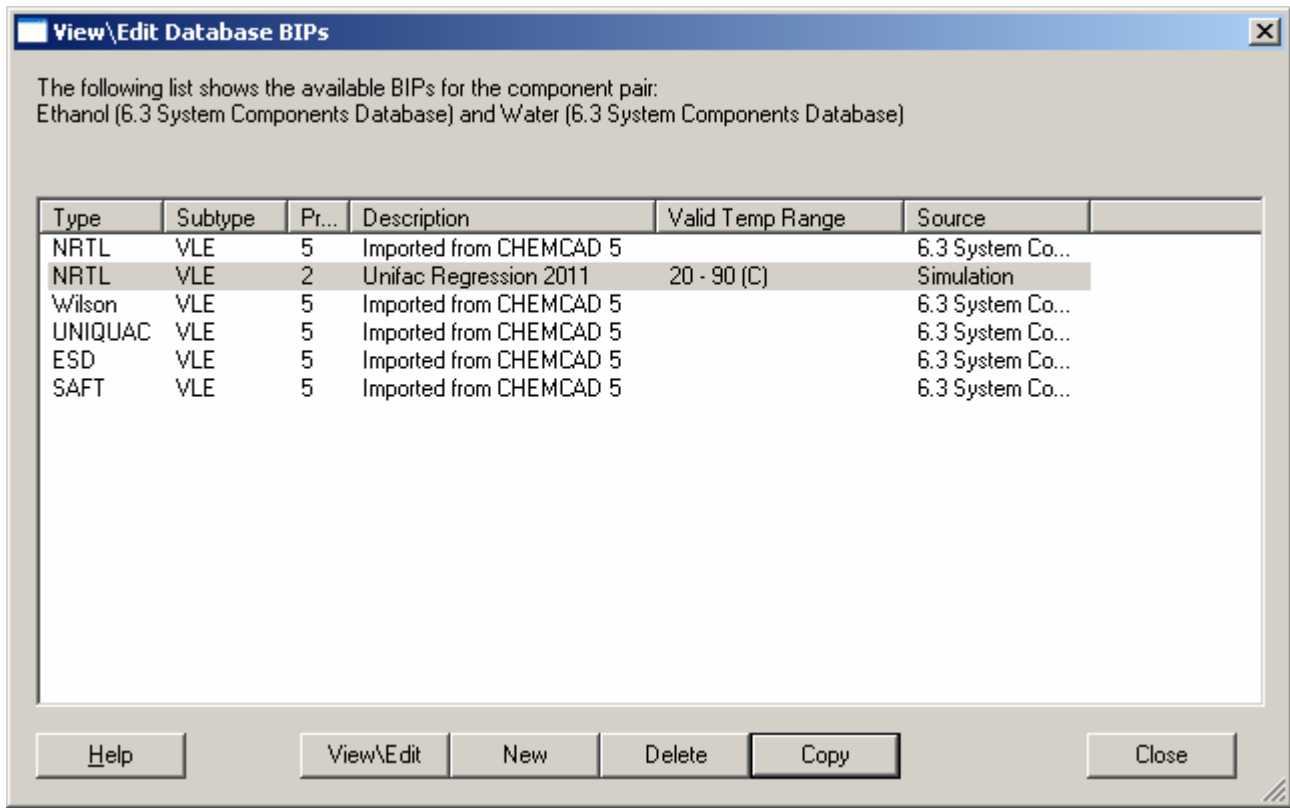 View\Edit Database BIPs
The following list shows the available BIPs for the component pair:
Ethanol (6.3 System Components Database) and Water (6.3 System Components Database)
Type Subtype Pr... Description Valid Temp Range Source
NRTL VLE 5 Imported from CHEMCAD 5 6.3 System Co...
NRTL VLE 2 Unifac Regression 2011 20 - 90 (C) Simulation
Wilson VLE 5 Imported from CHEMCAD 5 6.3 System Co...
UNIQUAC VLE 5 Imported from CHEMCAD 5 6.3 System Co...
ESD VLE 5 Imported from CHEMCAD 5 6.3 System Co...
SAFT VLE 5 Imported from CHEMCAD 5 6.3 System Co...
Help View\Edit New Delete Copy Close